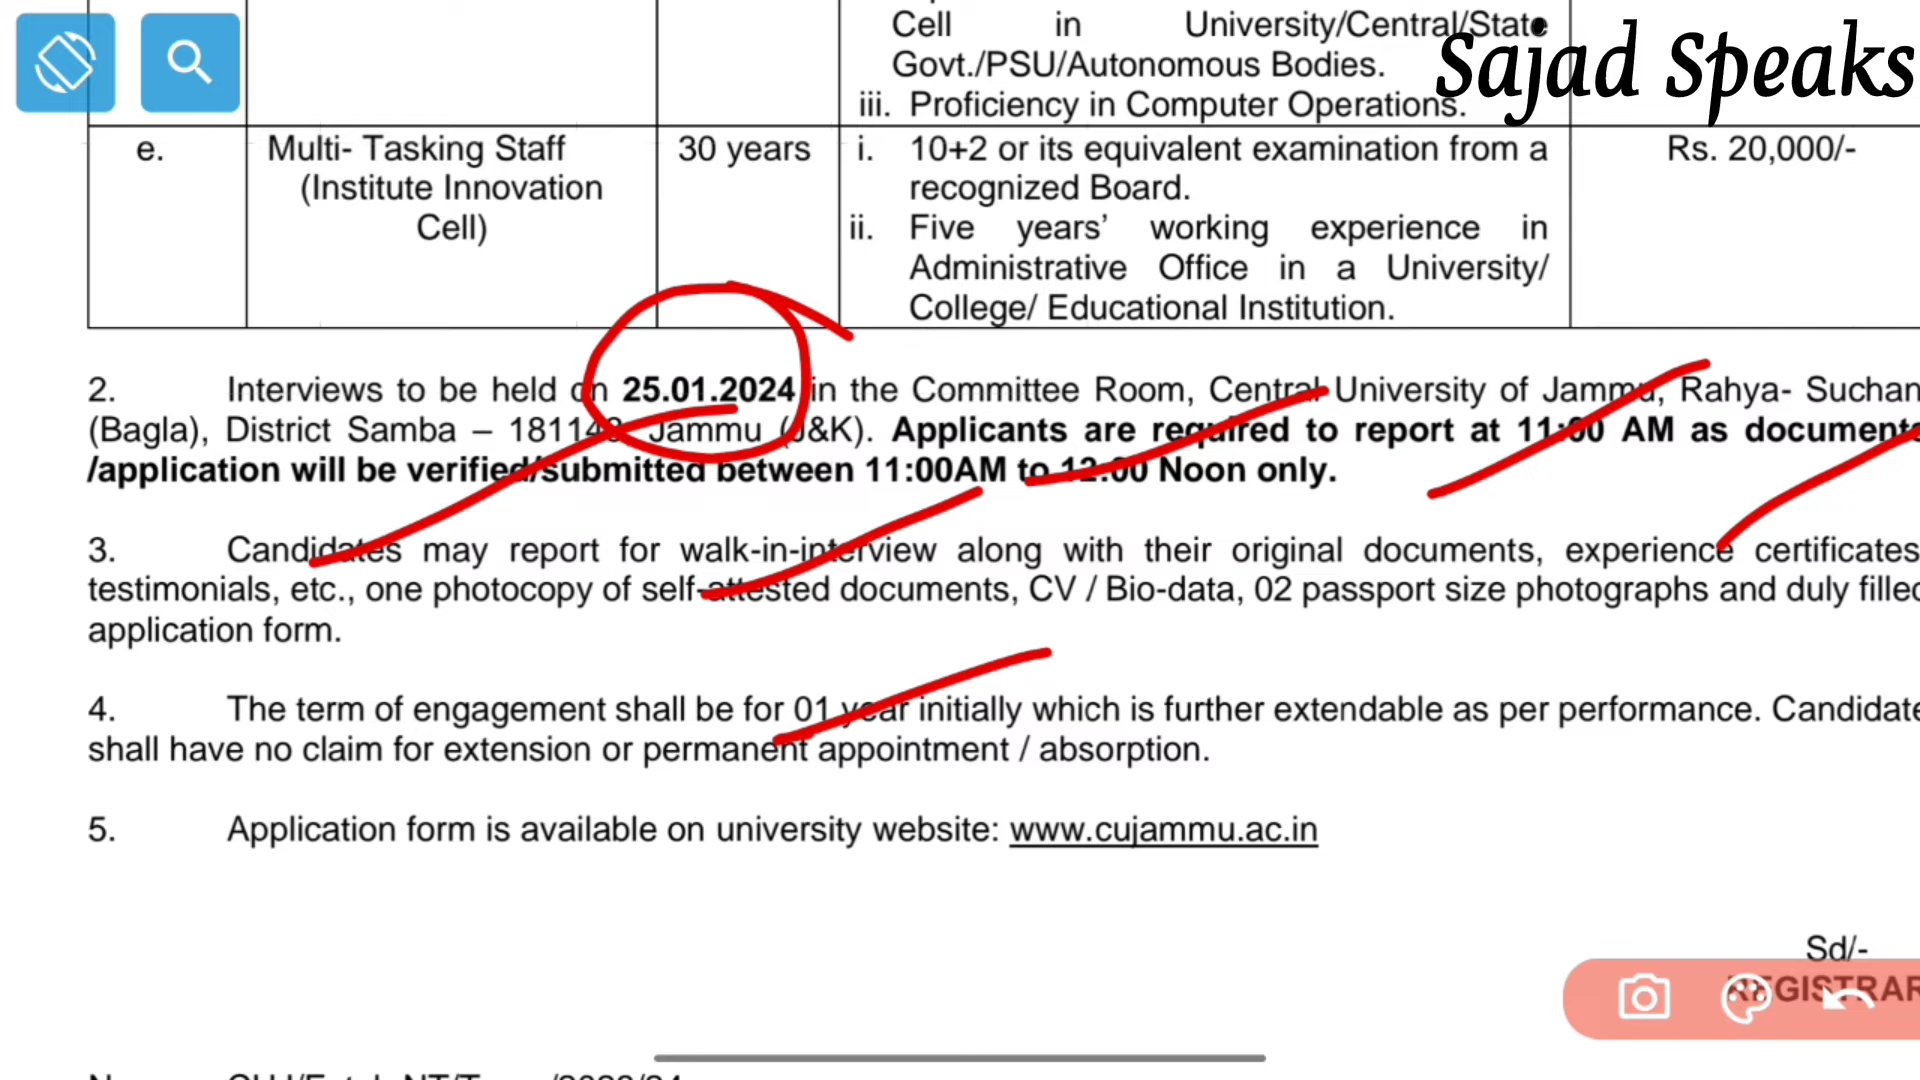 Cell in University/Central/State
Govt./PSU/Autonomous Bodies.
iii. Proficiency in Computer Operations.
Sajad Speaks
e. Multi- Tasking Staff 30 years i. 10+2 or its equivalent examination from a Rs. 20,000/-
(Institute Innovation recognized Board.
Cell) ii. Five years’ working experience in
Administrative Office in a University/
College/ Educational Institution.
2. Interviews to be held on 25.01.2024 in the Committee Room, Central University of Jammu, Rahya- Suchan
(Bagla), District Samba – Jammu (J&K). Applicants are required to report at 11:00 AM as documents
/application will be verified/submitted between 11:00AM to 12:00 Noon only.
3. Candidates may report for walk-in-interview along with their original documents, experience certificates
testimonials, etc., one photocopy of self-attested documents, CV / Bio-data, 02 passport size photographs and duly filled
application form.
4. The term of engagement shall be for 01 year initially which is further extendable as per performance. Candidate
shall have no claim for extension or permanent appointment / absorption.
5. Application form is available on university website: www.cujammu.ac.in
Sd/-
REGISTRAR